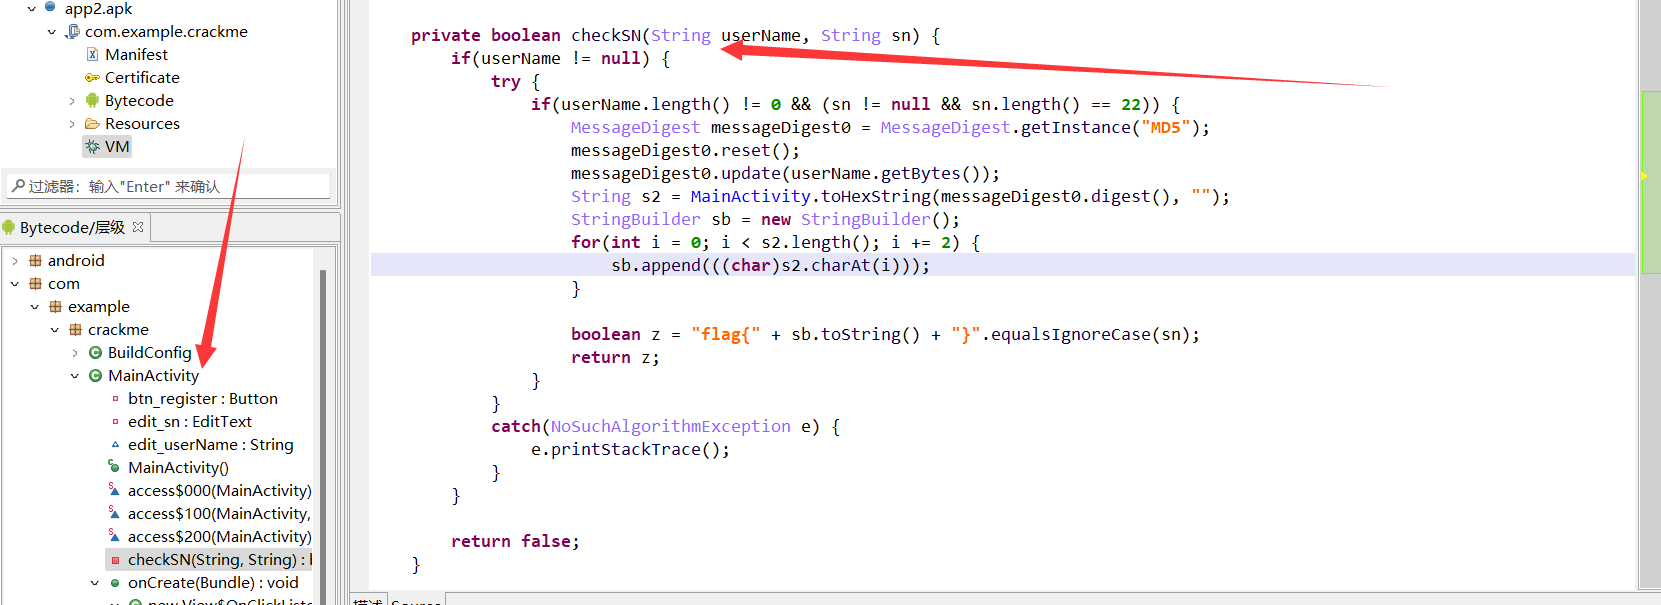 app2.apk
com.example.crackme
Manifest
Certificate
Bytecode
Resources
VM
过滤器: 输入"Enter" 来确认
Bytecode/层级
android
com
example
crackme
BuildConfig
MainActivity
btn_register : Button
edit_sn : EditText
edit_userName : String
MainActivity()
access$000(MainActivity)
access$100(MainActivity,
access$200(MainActivity)
checkSN(String, String) :
onCreate(Bundle) : void
private boolean checkSN(String userName, String sn) {
if(userName != null) {
try {
if(userName.length() != 0 && (sn != null && sn.length() == 22)) {
MessageDigest messageDigest0 = MessageDigest.getInstance("MD5");
messageDigest0.reset();
messageDigest0.update(userName.getBytes());
String s2 = MainActivity.toHexString(messageDigest0.digest(), "");
StringBuilder sb = new StringBuilder();
for(int i = 0; i < s2.length(); i += 2) {
sb.append(((char)s2.charAt(i)));
}
boolean z = "flag{" + sb.toString() + "}".equalsIgnoreCase(sn);
return z;
}
}
catch(NoSuchAlgorithmException e) {
e.printStackTrace();
}
}
return false;
}